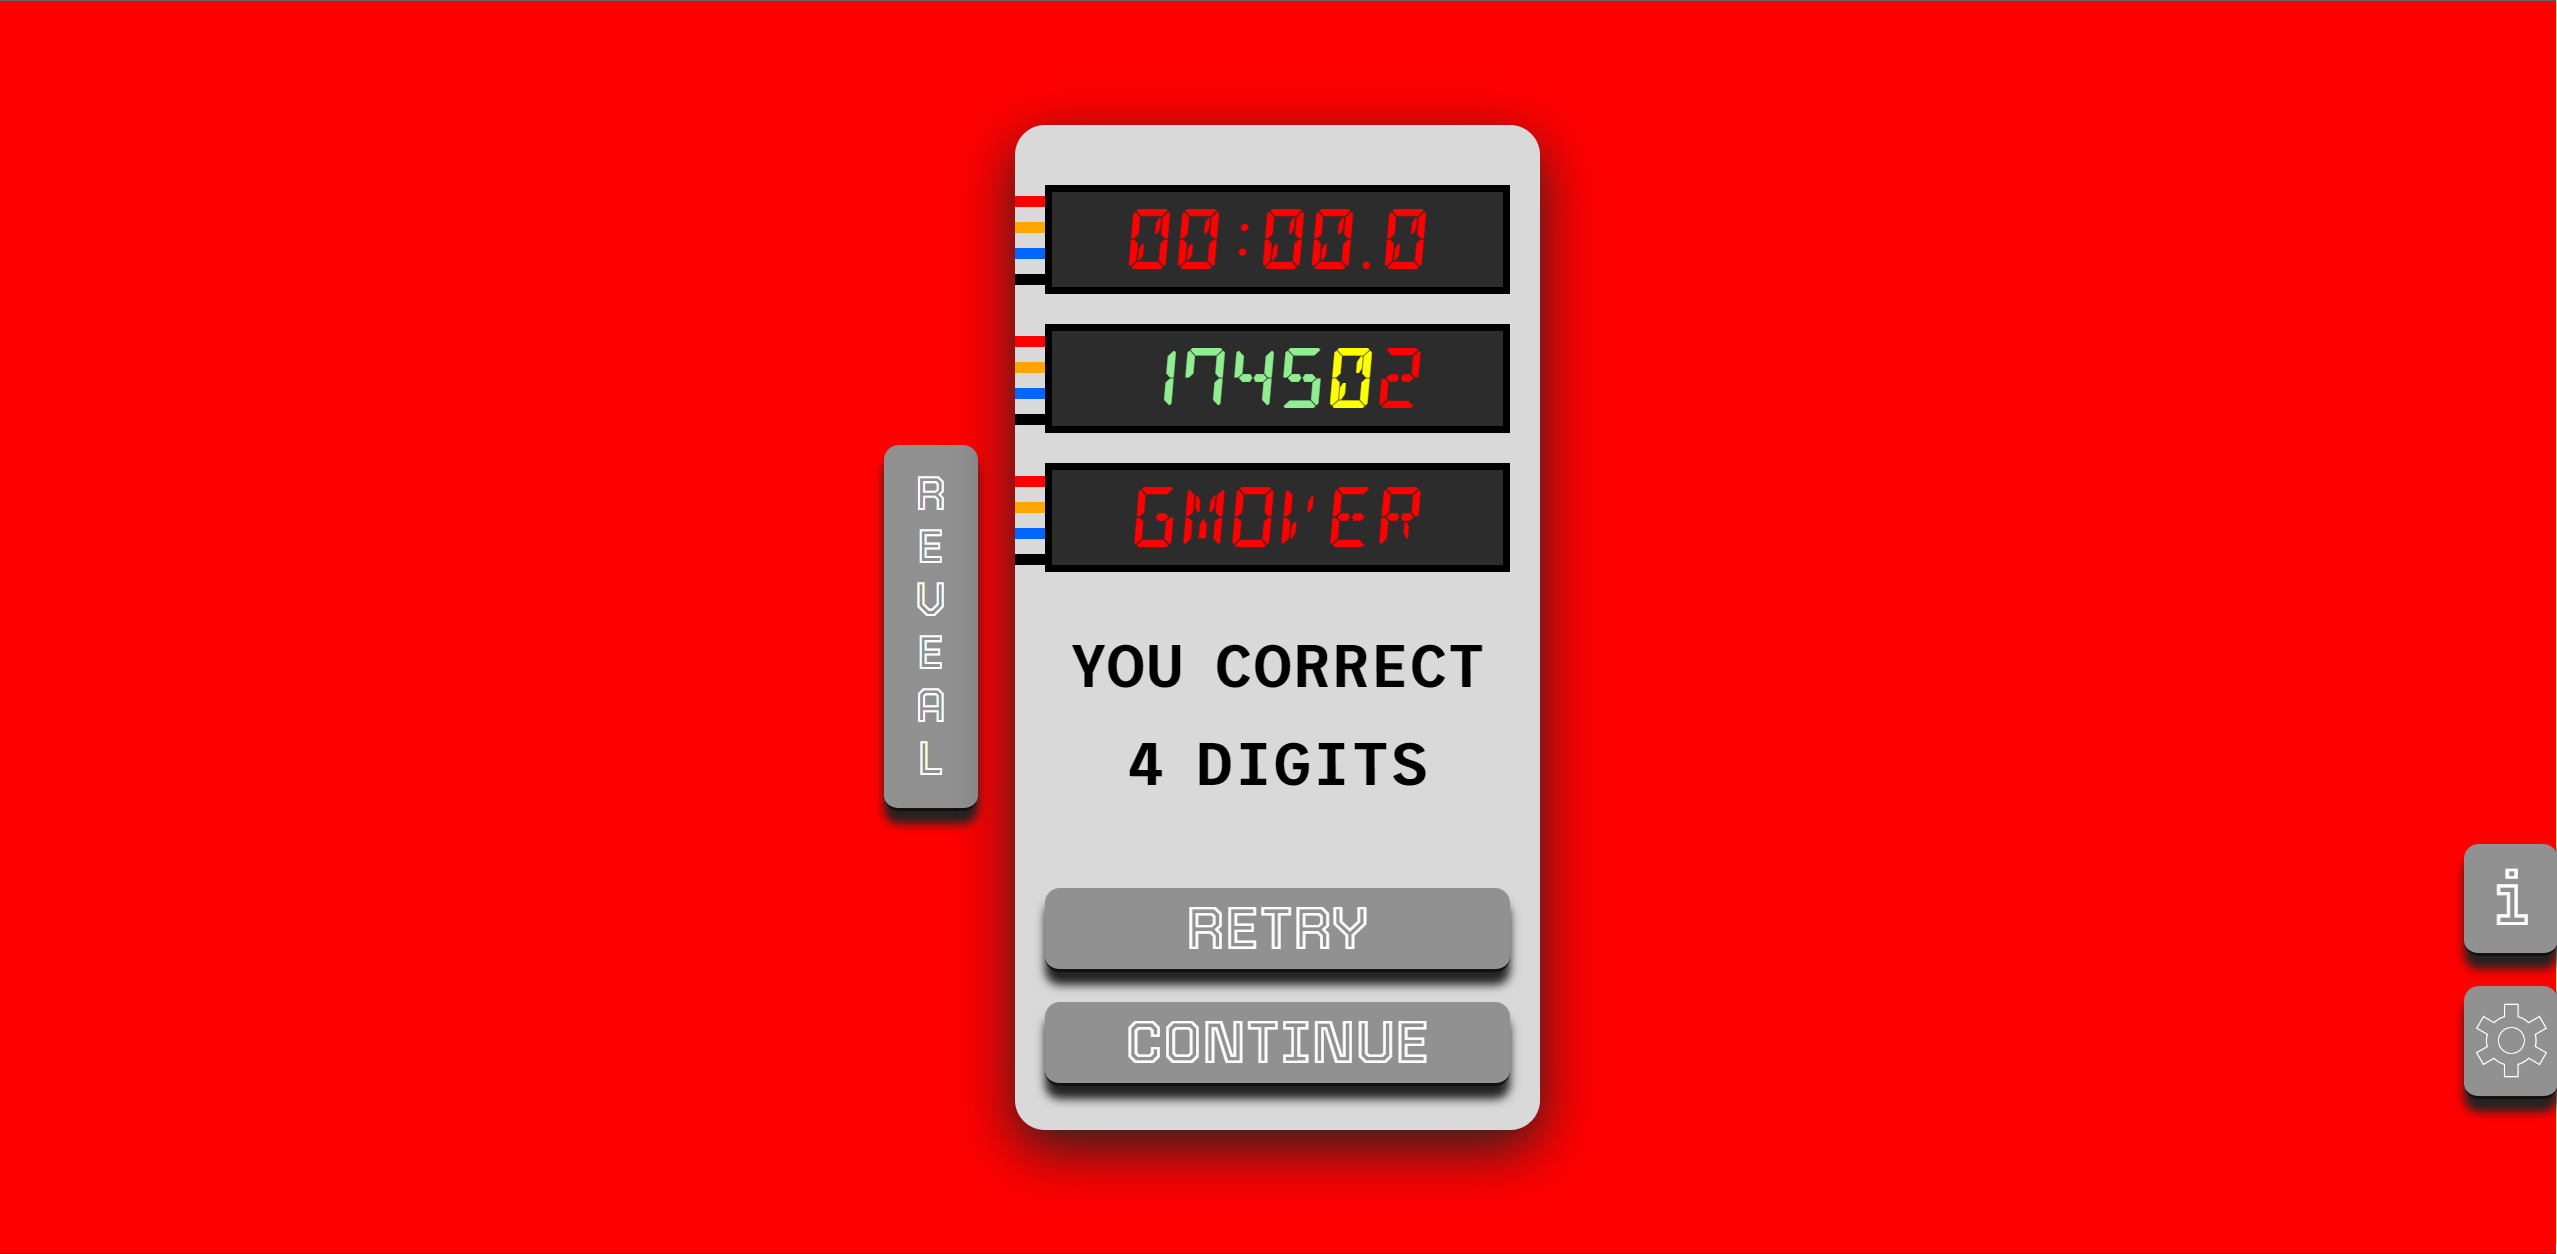 00:00.0
174502
GMOVER
YOU CORRECT
4 DIGITS
REVEAL
RETRY
CONTINUE
i